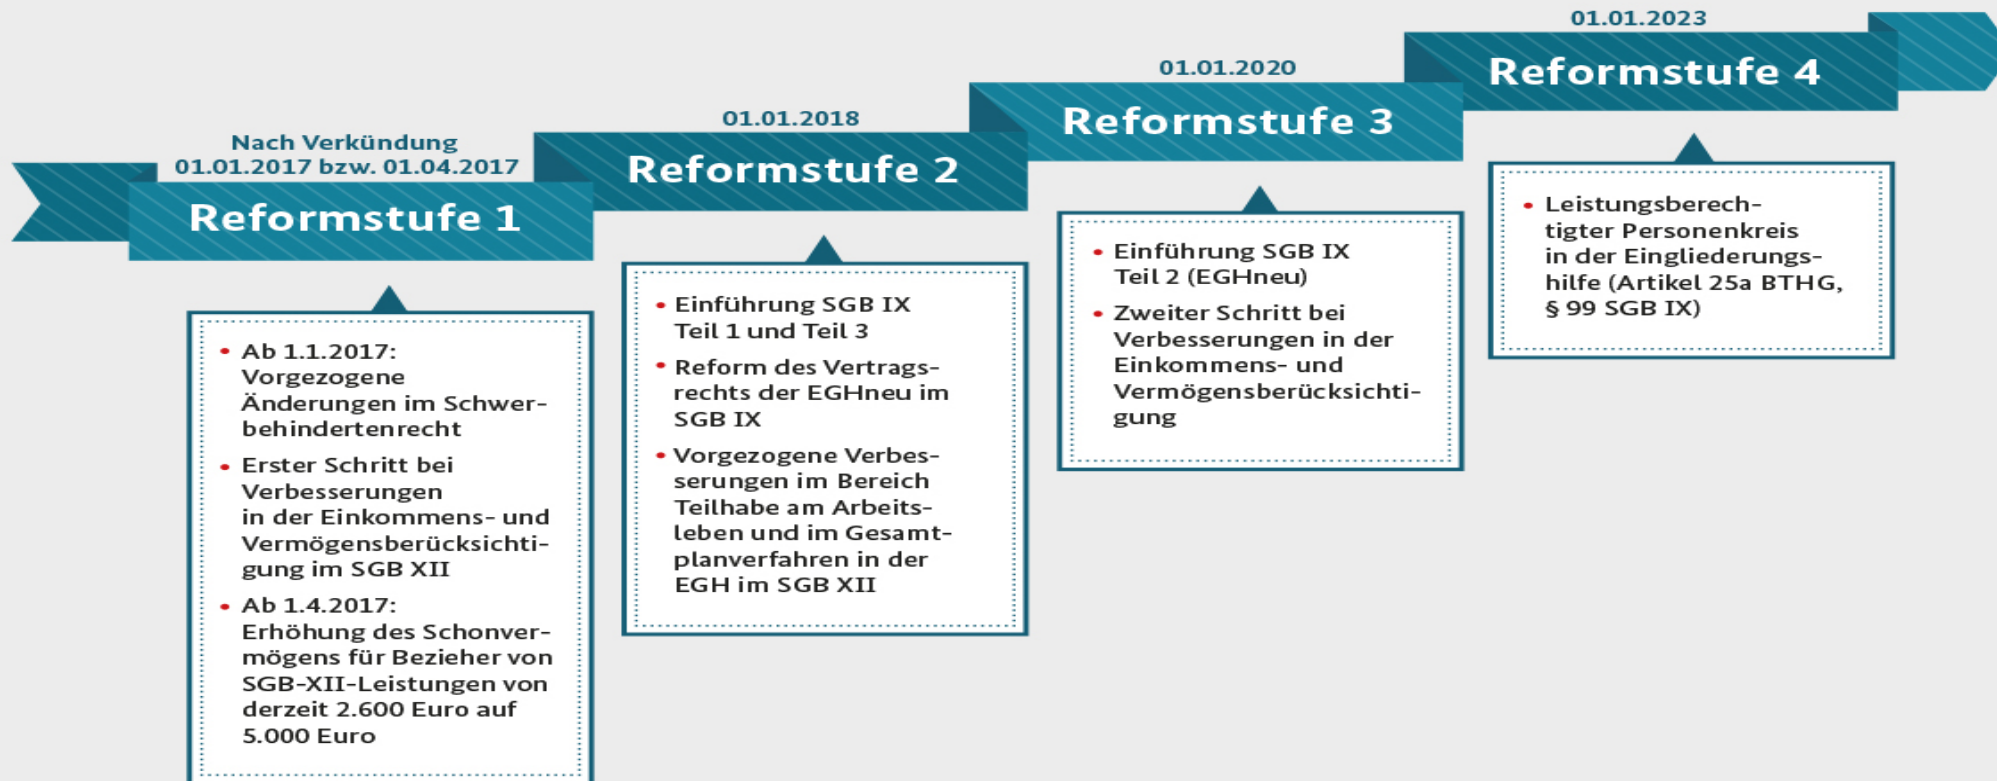 Nach Verkündung
01.01.2017 bzw. 01.04.2017
Reformstufe 1
• Ab 1.1.2017:
Vorgezogene
Änderungen im Schwer-
behindertenrecht
• Erster Schritt bei
Verbesserungen
in der Einkommens- und
Vermögensberücksichti-
gung im SGB XII
• Ab 1.4.2017:
Erhöhung des Schonver-
mögens für Bezieher von
SGB-XII-Leistungen von
derzeit 2.600 Euro auf
5.000 Euro
01.01.2018
Reformstufe 2
• Einführung SGB IX
Teil 1 und Teil 3
• Reform des Vertrags-
rechts der EGHneu im
SGB IX
• Vorgezogene Verbes-
serungen im Bereich
Teilhabe am Arbeits-
leben und im Gesamt-
planverfahren in der
EGH im SGB XII
01.01.2020
Reformstufe 3
• Einführung SGB IX
Teil 2 (EGHneu)
• Zweiter Schritt bei
Verbesserungen in der
Einkommens- und
Vermögensberücksichti-
gung
01.01.2023
Reformstufe 4
• Leistungsberech-
tigter Personenkreis
in der Eingliederungs-
hilfe (Artikel 25a BTHG,
§ 99 SGB IX)